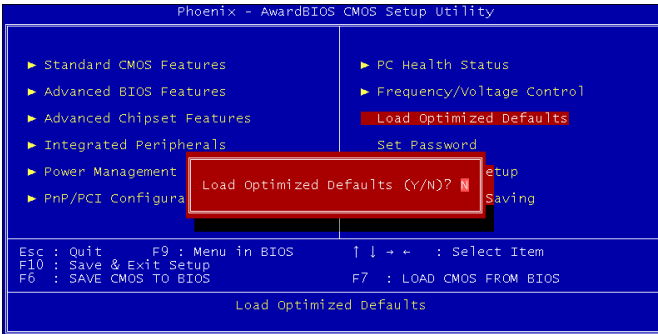 Phoenix - AwardBIOS CMOS Setup Utility
► Standard CMOS Features
► Advanced BIOS Features
► Advanced Chipset Features
► Integrated Peripherals
► Power Management
► PnP/PCI Configura
► PC Health Status
► Frequency/Voltage Control
Load Optimized Defaults
Set Password
etup
Saving
Load Optimized Defaults (Y/N)? N
Esc : Quit F9 : Menu in BIOS ↑ ↓ → ← : Select Item
F10 : Save & Exit Setup
F6 : SAVE CMOS TO BIOS F7 : LOAD CMOS FROM BIOS
Load Optimized Defaults